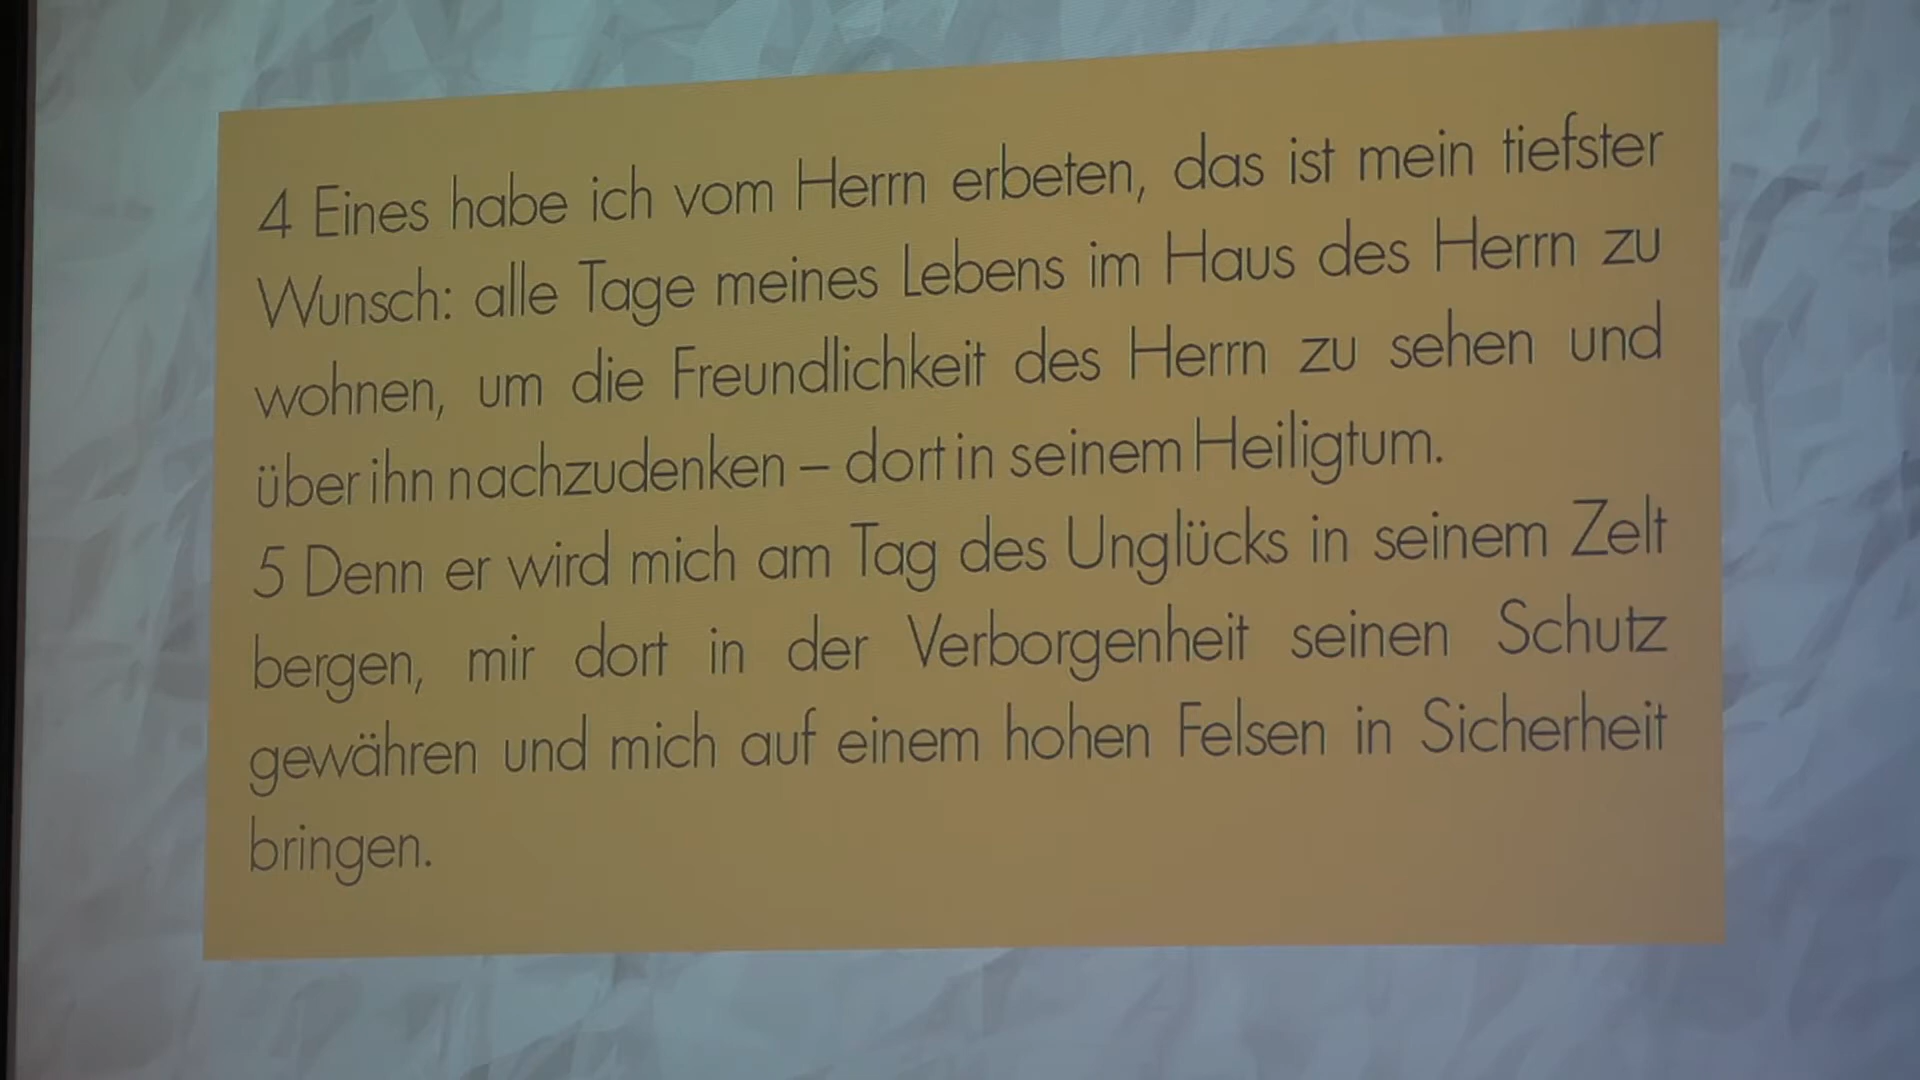 4 Eines habe ich vom Herrn erbeten, das ist mein tiefster
Wunsch: alle Tage meines Lebens im Haus des Herrn zu
wohnen, um die Freundlichkeit des Herrn zu sehen und
über ihn nachzudenken – dort in seinem Heiligtum.
5 Denn er wird mich am Tag des Unglücks in seinem Zelt
bergen, mir dort in der Verborgenheit seinen Schutz
gewähren und mich auf einem hohen Felsen in Sicherheit
bringen.